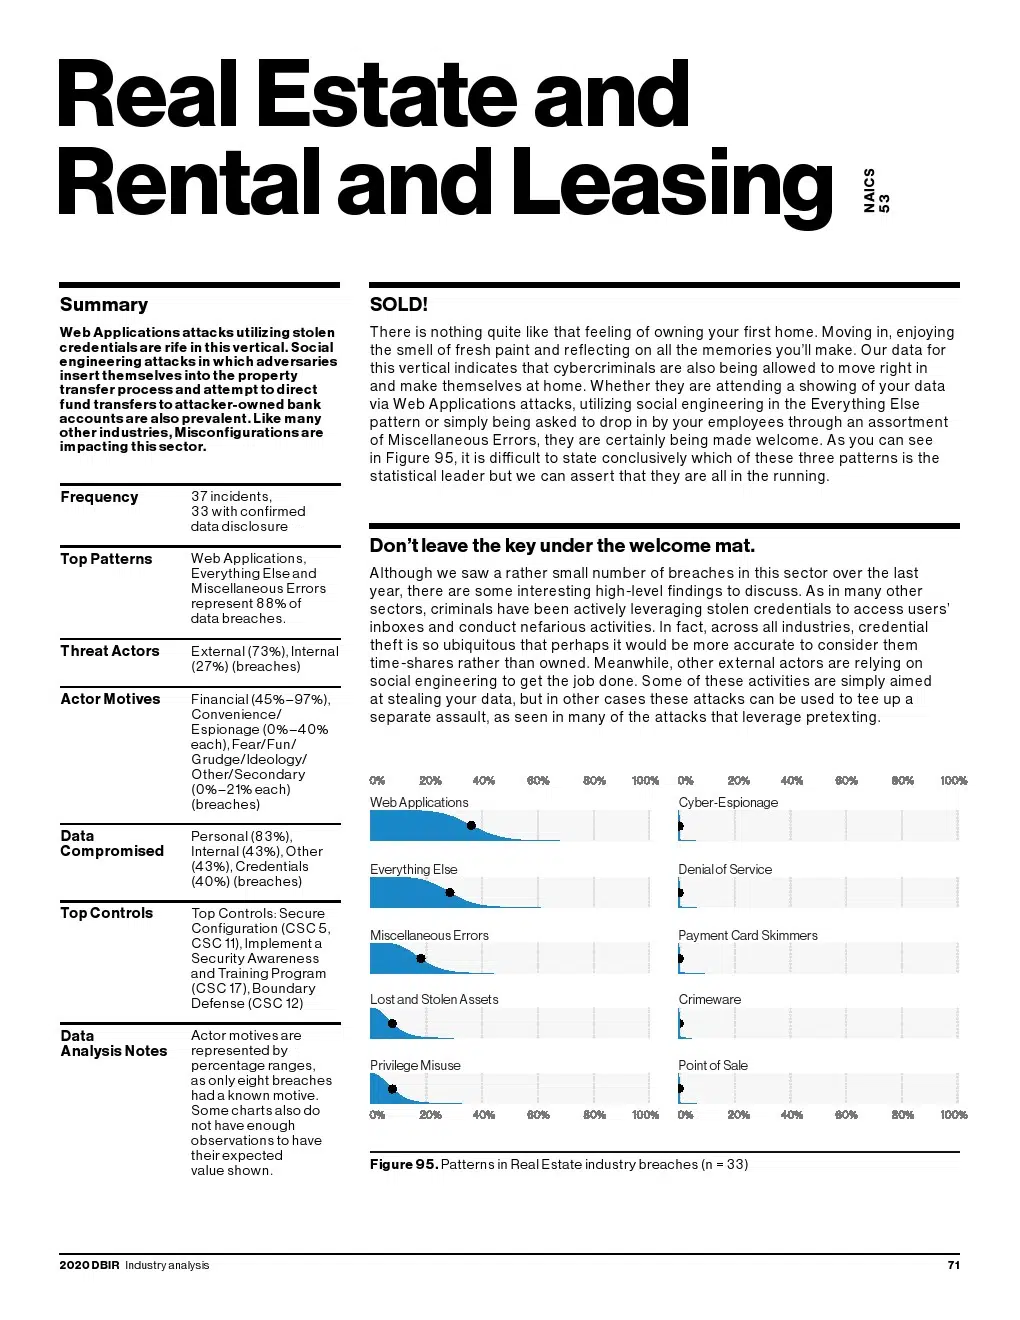 Real Estate and
Rental and Leasing
NAICS
53
Summary
Web Applications attacks utilizing stolen
credentials are rife in this vertical. Social
engineering attacks in which adversaries
insert themselves into the property
transfer process and attempt to direct
fund transfers to attacker-owned bank
accounts are also prevalent. Like many
other industries, Misconfigurations are
impacting this sector.
Frequency
37 incidents,
33 with confirmed
data disclosure
Top Patterns
Web Applications,
Everything Else and
Miscellaneous Errors
represent 88% of
data breaches.
Threat Actors
External (73%), Internal
(27%) (breaches)
Actor Motives
Financial (45%–97%),
Convenience/
Espionage (0%–40%
each), Fear/Fun/
Grudge/Ideology/
Other/Secondary
(0%–21% each)
(breaches)
Data
Compromised
Personal (83%),
Internal (43%), Other
(43%), Credentials
(40%) (breaches)
Top Controls
Top Controls: Secure
Configuration (CSC 5,
CSC 11), Implement a
Security Awareness
and Training Program
(CSC 17), Boundary
Defense (CSC 12)
Data
Analysis Notes
Actor motives are
represented by
percentage ranges,
as only eight breaches
had a known motive.
Some charts also do
not have enough
observations to have
their expected
value shown.
SOLD!
There is nothing quite like that feeling of owning your first home. Moving in, enjoying
the smell of fresh paint and reflecting on all the memories you'll make. Our data for
this vertical indicates that cybercriminals are also being allowed to move right in
and make themselves at home. Whether they are attending a showing of your data
via Web Applications attacks, utilizing social engineering in the Everything Else
pattern or simply being asked to drop in by your employees through an assortment
of Miscellaneous Errors, they are certainly being made welcome. As you can see
in Figure 95, it is difficult to state conclusively which of these three patterns is the
statistical leader but we can assert that they are all in the running.
Don't leave the key under the welcome mat.
Although we saw a rather small number of breaches in this sector over the last
year, there are some interesting high-level findings to discuss. As in many other
sectors, criminals have been actively leveraging stolen credentials to access users'
inboxes and conduct nefarious activities. In fact, across all industries, credential
theft is so ubiquitous that perhaps it would be more accurate to consider them
time-shares rather than owned. Meanwhile, other external actors are relying on
social engineering to get the job done. Some of these activities are simply aimed
at stealing your data, but in other cases these attacks can be used to tee up a
separate assault, as seen in many of the attacks that leverage pretexting.
0% 20% 40% 60% 80% 100% 0% 20% 40% 60% 80% 100%
Web Applications
Cyber-Espionage
Everything Else
Denial of Service
Miscellaneous Errors
Payment Card Skimmers
Lost and Stolen Assets
Crimeware
Privilege Misuse
Point of Sale
0% 20% 40% 60% 80% 100% 0% 20% 40% 60% 80% 100%
Figure 95. Patterns in Real Estate industry breaches (n = 33)
2020 DBIR Industry analysis
71